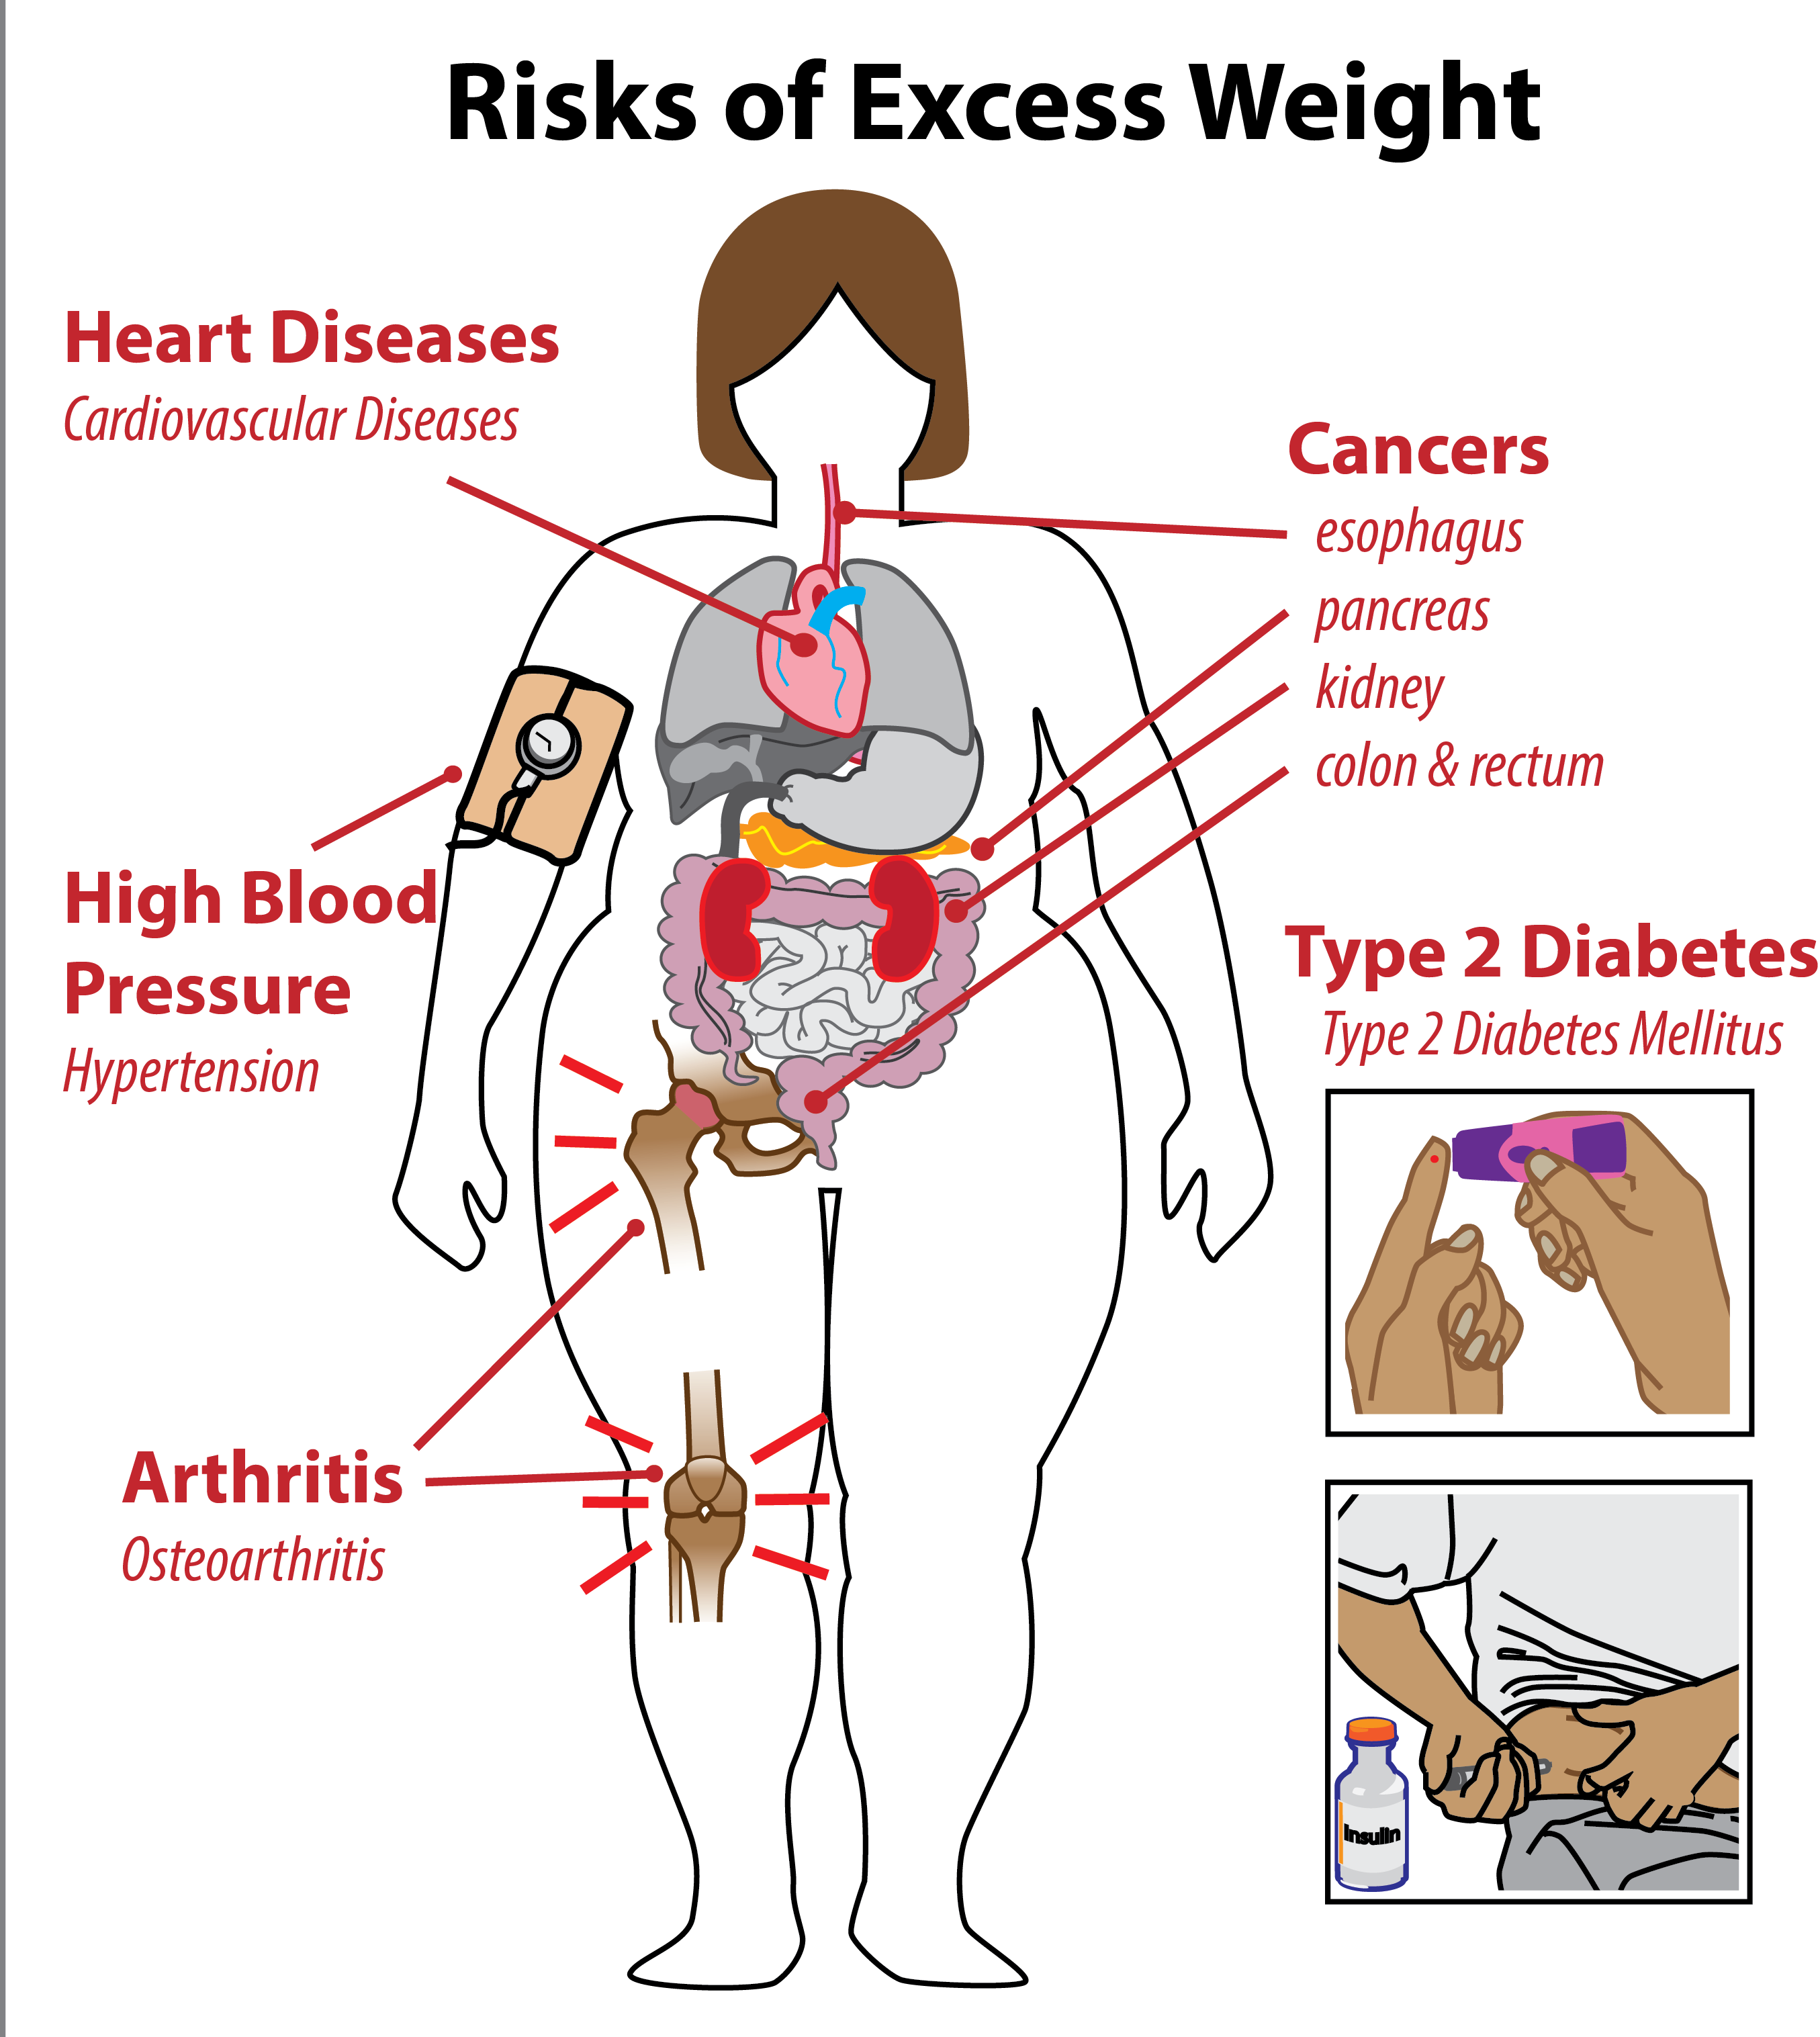 Risks of Excess Weight
Heart Diseases
Cardiovascular Diseases
Cancers
esophagus
pancreas
kidney
colon & rectum
High Blood
Pressure
Hypertension
Type 2 Diabetes
Type 2 Diabetes Mellitus
Arthritis
Osteoarthritis
insulin